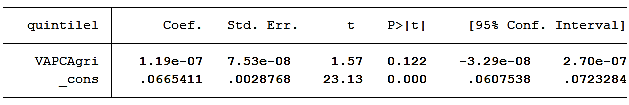 quintilel Coef. Std. Err. t P>|t| [95% Conf. Interval]
VAPCAgri 1.19e-07 7.53e-08 1.57 0.122 -3.29e-08 2.70e-07
_cons .0665411 .0028768 23.13 0.000 .0607538 .0723284